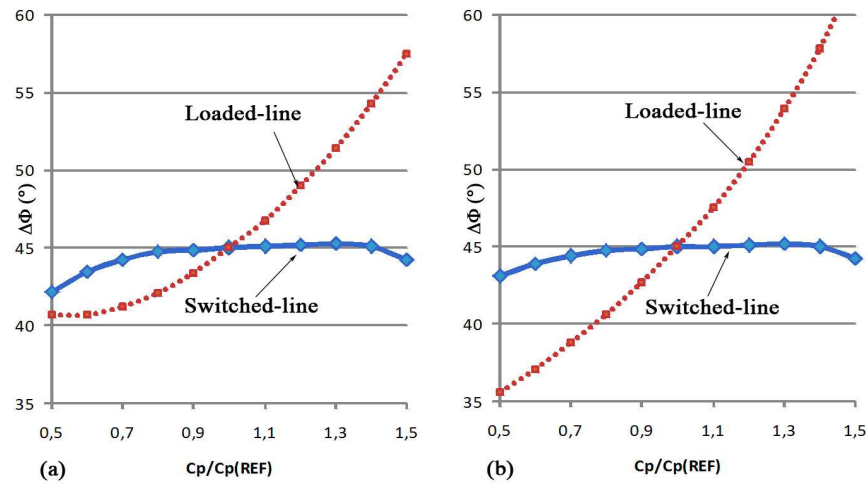 60
55
50
45
40
35
ΔΦ (°)
Loaded-line
Switched-line
0,5 0,7 0,9 1,1 1,3 1,5
(a) Cp/Cp(REF)
60
55
50
45
40
35
ΔΦ (°)
Loaded-line
Switched-line
0,5 0,7 0,9 1,1 1,3 1,5
(b) Cp/Cp(REF)